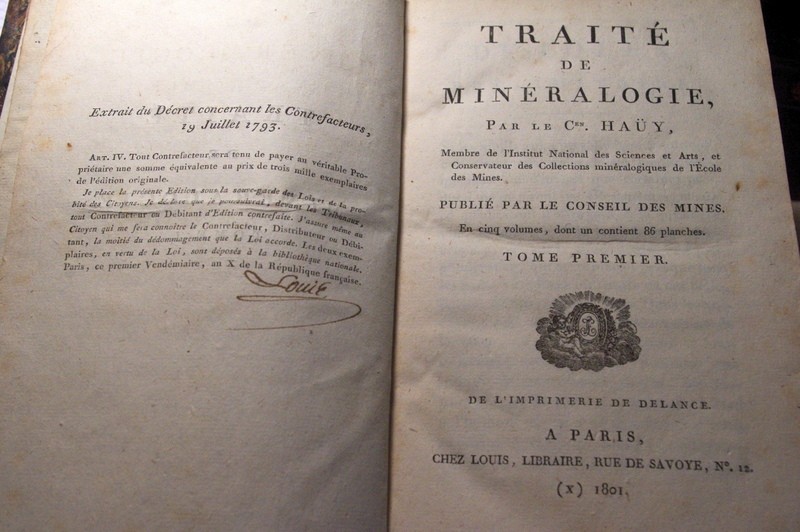 Extrait du Décret concernant les Contrefacteurs,
19 Juillet 1793.
ART. IV. Tout Contrefacteur sera tenu de payer au véritable Pro-
priétaire une somme équivalente au prix de trois mille exemplaires
de l'édition originale.
Je place la présente Edition sous la sauve-garde des Loix et de la pro-
bité des Citoyens. Je déclare que je poursuivrai, devant les Tribunaux,
tout Contrefacteur ou Débitant d'Edition contrefaite. J'assure même au
Citoyen qui me fera connoître le Contrefacteur, Distributeur ou Débi-
tant, la moitié du dédommagement que la Loi accorde. Les deux exem-
plaires, en vertu de la Loi, sont déposés à la bibliothèque nationale.
Paris, ce premier Vendémiaire, an X de la République française.
Louis
TRAITÉ
DE
MINÉRALOGIE,
PAR LE CEN. HAÜY,
Membre de l'Institut National des Sciences et Arts, et
Conservateur des Collections minéralogiques de l'École
des Mines.
PUBLIÉ PAR LE CONSEIL DES MINES.
En cinq volumes, dont un contient 86 planches.
TOME PREMIER.
DE L'IMPRIMERIE DE DELANCE.
A PARIS,
CHEZ LOUIS, LIBRAIRE, RUE DE SAVOYE, No. 12.
(X) 1801.